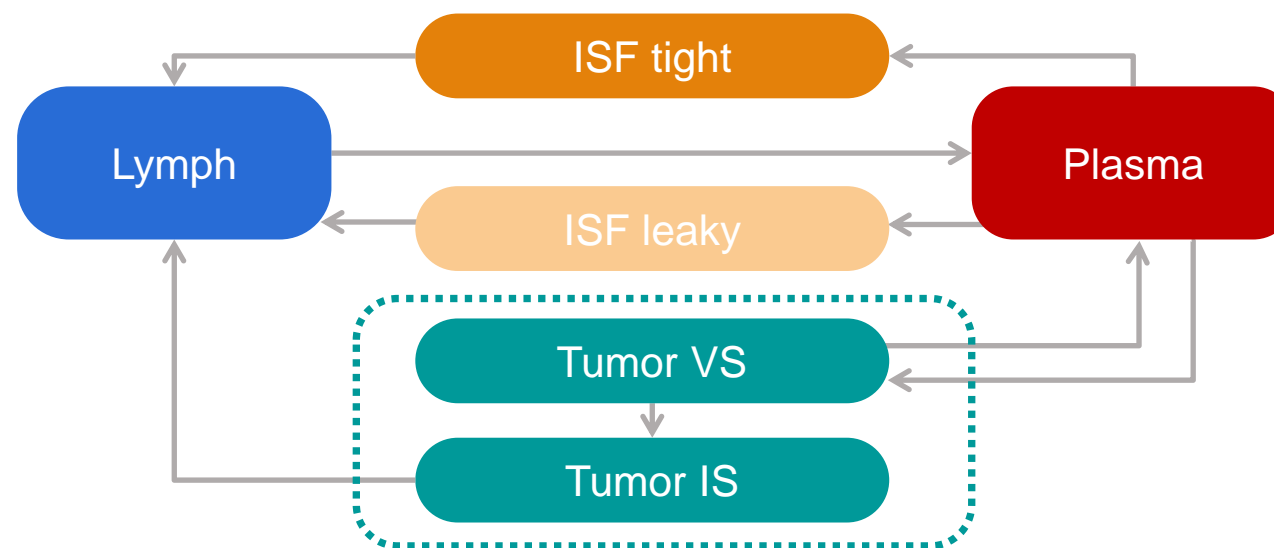 ISF tight
Lymph
Plasma
ISF leaky
Tumor VS
Tumor IS